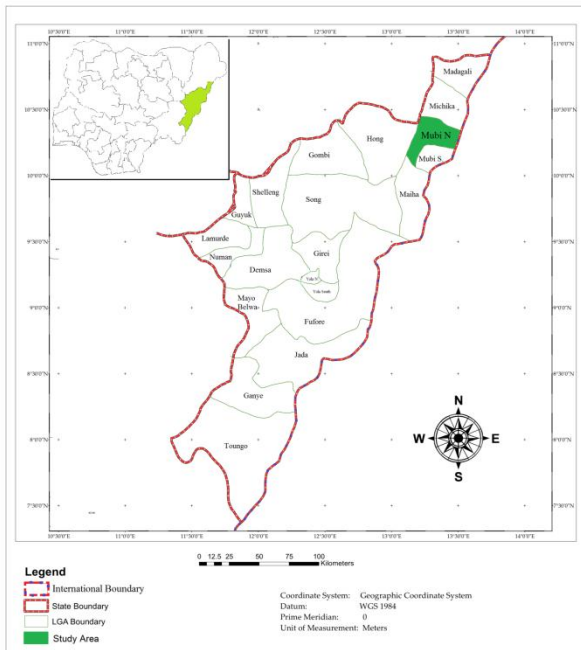 10°30'0"E 11°0'0"E 11°30'0"E 12°0'0"E 12°30'0"E 13°0'0"E 13°30'0"E 14°0'0"E
11°0'0"N 11°0'0"N
Madagali
10°30'0"N Michika 10°30'0"N
Mubi N
Hong
Gombi
Mubi S
10°0'0"N 10°0'0"N
Shelleng Song Maiha
Guyuk
9°30'0"N Lamurde 9°30'0"N
Girei
Numan
Demsa
Yola N
Yola South
Mayo
9°0'0"N Belwa- 9°0'0"N
Fufore
Jada
8°30'0"N 8°30'0"N
Ganye
N
8°0'0"N Toungo W E 8°0'0"N
S
7°30'0"N 7°30'0"N
10°30'0"E 11°0'0"E 11°30'0"E 12°0'0"E 12°30'0"E 13°0'0"E 13°30'0"E 14°0'0"E
0 12.5 25 50 75 100
Kilometers
Legend
International Boundary
State Boundary
LGA Boundary
Study Area
Coordinate System: Geographic Coordinate System
Datum: WGS 1984
Prime Meridian: 0
Unit of Measurement: Meters